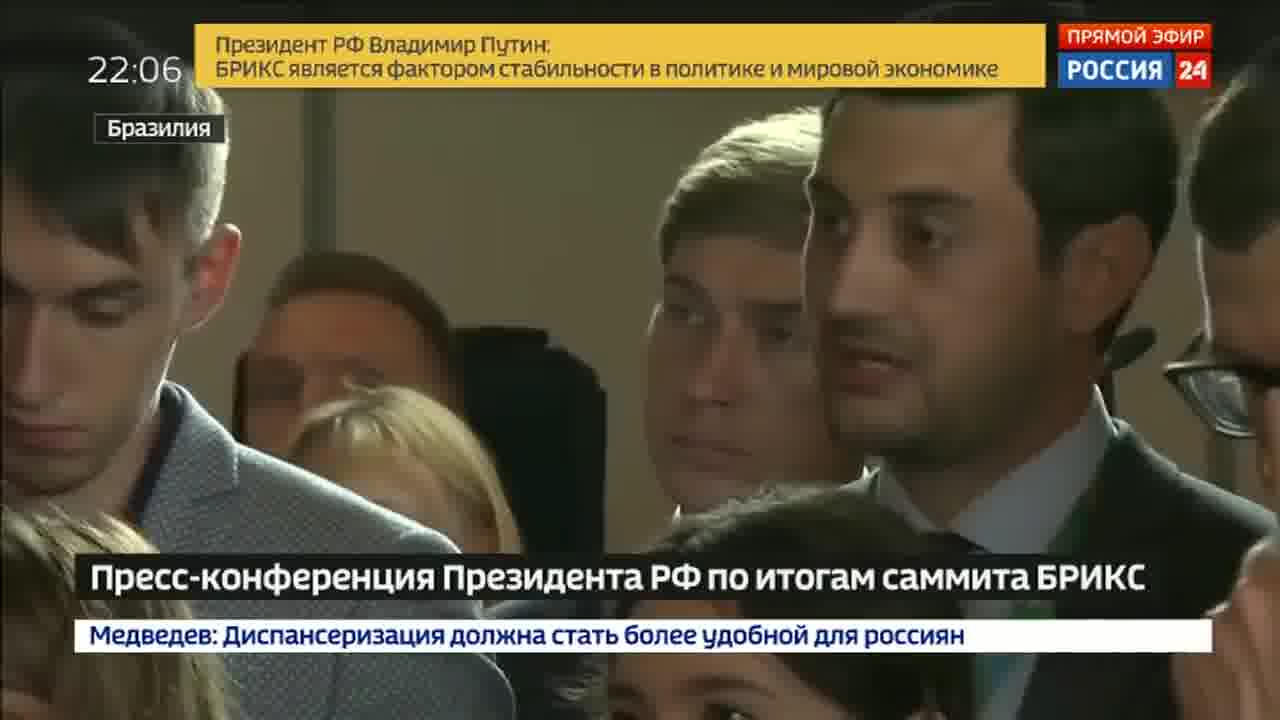 22:06
Президент РФ Владимир Путин:
БРИКС является фактором стабильности в политике и мировой экономике
ПРЯМОЙ ЭФИР
РОССИЯ 24
Бразилия
Пресс-конференция Президента РФ по итогам саммита БРИКС
Медведев: Диспансеризация должна стать более удобной для россиян